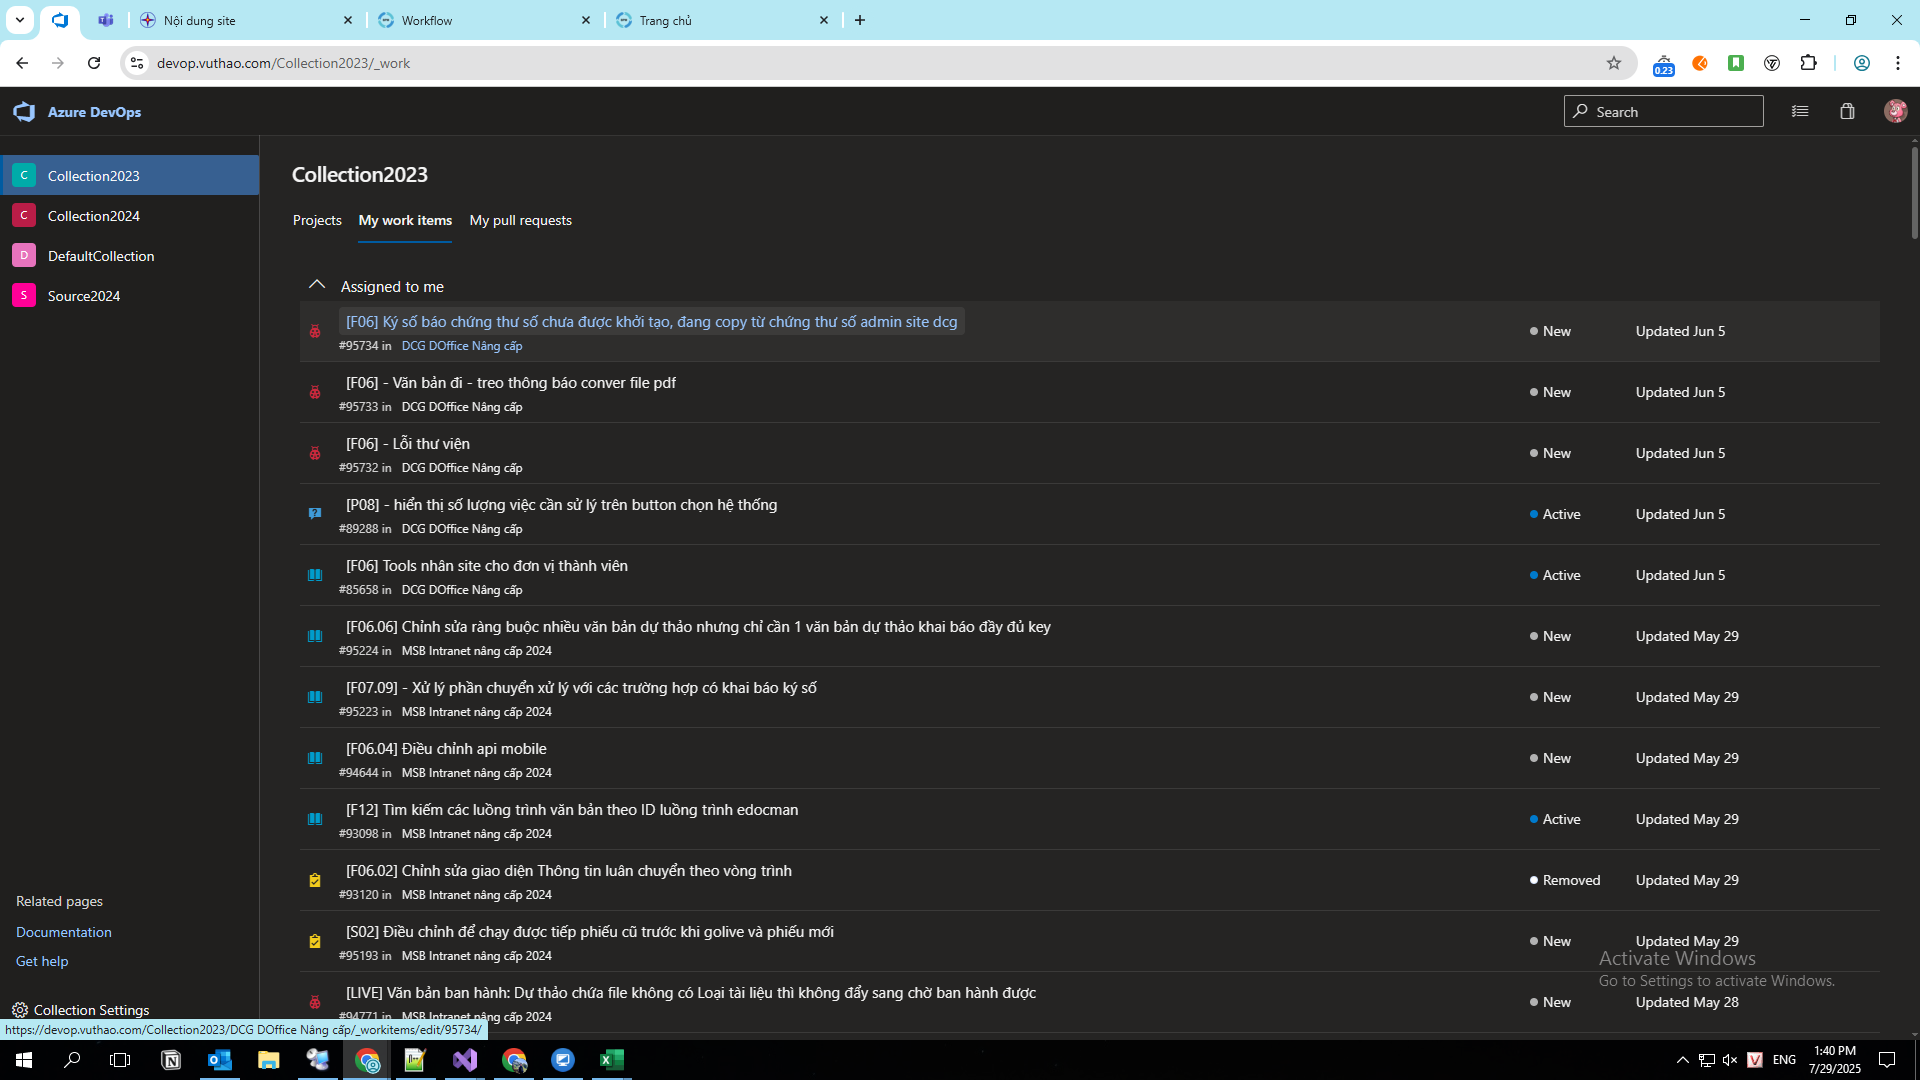 Nội dung site
Workflow
Trang chủ
devop.vuthao.com/Collection2023/_work
0.23
Azure DevOps
Search
C Collection2023
C Collection2024
D DefaultCollection
S Source2024
Collection2023
Projects My work items My pull requests
Assigned to me
[F06] Ký số báo chứng thư số chưa được khởi tạo, đang copy từ chứng thư số admin site dcg
#95734 in DCG DOffice Nâng cấp
New Updated Jun 5
[F06] - Văn bản đi - treo thông báo conver file pdf
#95733 in DCG DOffice Nâng cấp
New Updated Jun 5
[F06] - Lỗi thư viện
#95732 in DCG DOffice Nâng cấp
New Updated Jun 5
[P08] - hiển thị số lượng việc cần sử lý trên button chọn hệ thống
#89288 in DCG DOffice Nâng cấp
Active Updated Jun 5
[F06] Tools nhân site cho đơn vị thành viên
#85658 in DCG DOffice Nâng cấp
Active Updated Jun 5
[F06.06] Chỉnh sửa ràng buộc nhiều văn bản dự thảo nhưng chỉ cần 1 văn bản dự thảo khai báo đầy đủ key
#95224 in MSB Intranet nâng cấp 2024
New Updated May 29
[F07.09] - Xử lý phần chuyển xử lý với các trường hợp có khai báo ký số
#95223 in MSB Intranet nâng cấp 2024
New Updated May 29
[F06.04] Điều chỉnh api mobile
#94644 in MSB Intranet nâng cấp 2024
New Updated May 29
[F12] Tìm kiếm các luồng trình văn bản theo ID luồng trình edocman
#93098 in MSB Intranet nâng cấp 2024
Active Updated May 29
[F06.02] Chỉnh sửa giao diện Thông tin luân chuyển theo vòng trình
#93120 in MSB Intranet nâng cấp 2024
Removed Updated May 29
[S02] Điều chỉnh để chạy được tiếp phiếu cũ trước khi golive và phiếu mới
#95193 in MSB Intranet nâng cấp 2024
New Updated May 29
[LIVE] Văn bản ban hành: Dự thảo chứa file không có Loại tài liệu thì không đẩy sang chờ ban hành được
#94771 in MSB Intranet nâng cấp 2024
New Updated May 28
Related pages
Documentation
Get help
Collection Settings
https://devop.vuthao.com/Collection2023/DCG DOffice Nâng cấp/_workitems/edit/95734/
Activate Windows
Go to Settings to activate Windows.
ENG
1:40 PM
7/29/2025